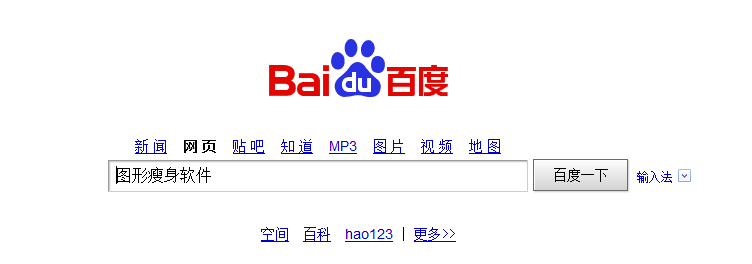 Bai du 百度
新闻 网页 贴吧 知道 MP3 图片 视频 地图
图形瘦身软件 百度一下 输入法
空间 百科 hao123 | 更多>>